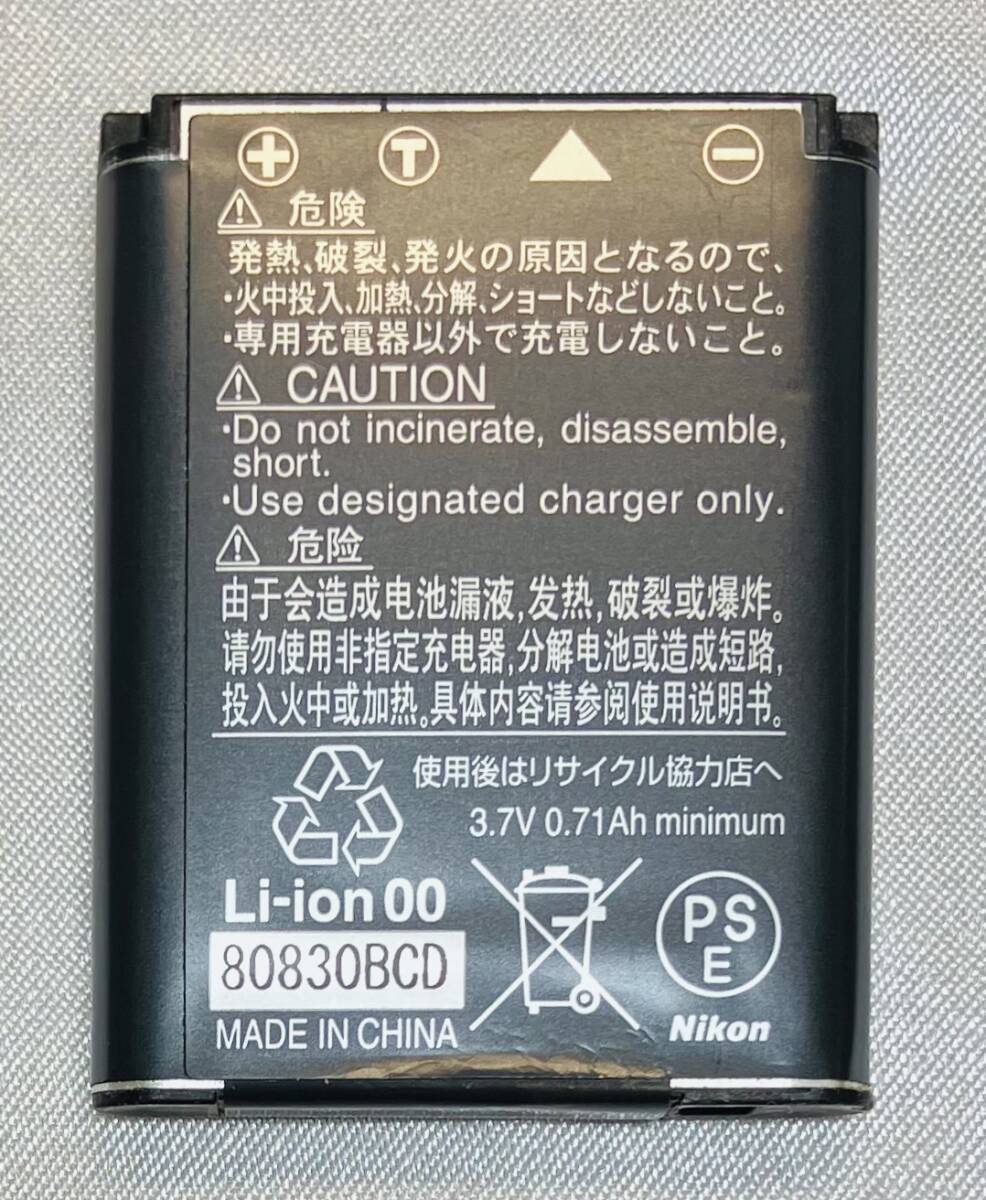 + T −
危険
発熱、破裂、発火の原因となるので、
・火中投入、加熱、分解、ショートなどしないこと。
・専用充電器以外で充電しないこと。
CAUTION
・Do not incinerate, disassemble,
short.
・Use designated charger only.
危险
由于会造成电池漏液,发热,破裂或爆炸。
请勿使用非指定充电器,分解电池或造成短路,
投入火中或加热。具体内容请参阅使用说明书。
使用後はリサイクル協力店へ
3.7V 0.71Ah minimum
Li-ion 00
80830BCD
MADE IN CHINA
PS
E
Nikon